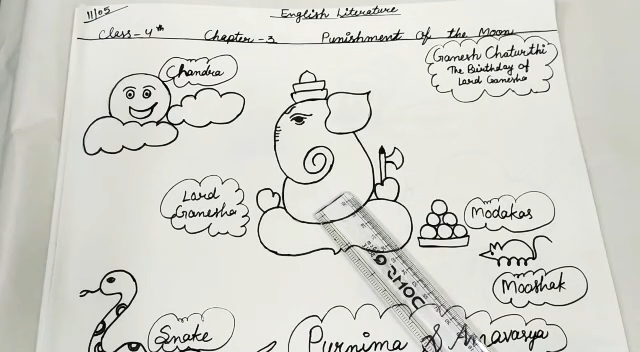 11/05
English Literature
Class-4th Chapter-3 Punishment Of the Moon
Ganesh Chaturthi
The Birthday of
Lord Ganesha
Chandra
Lord
Ganesha
Modakas
Mooshak
DOMS
Snake
Purnima & Amavasya